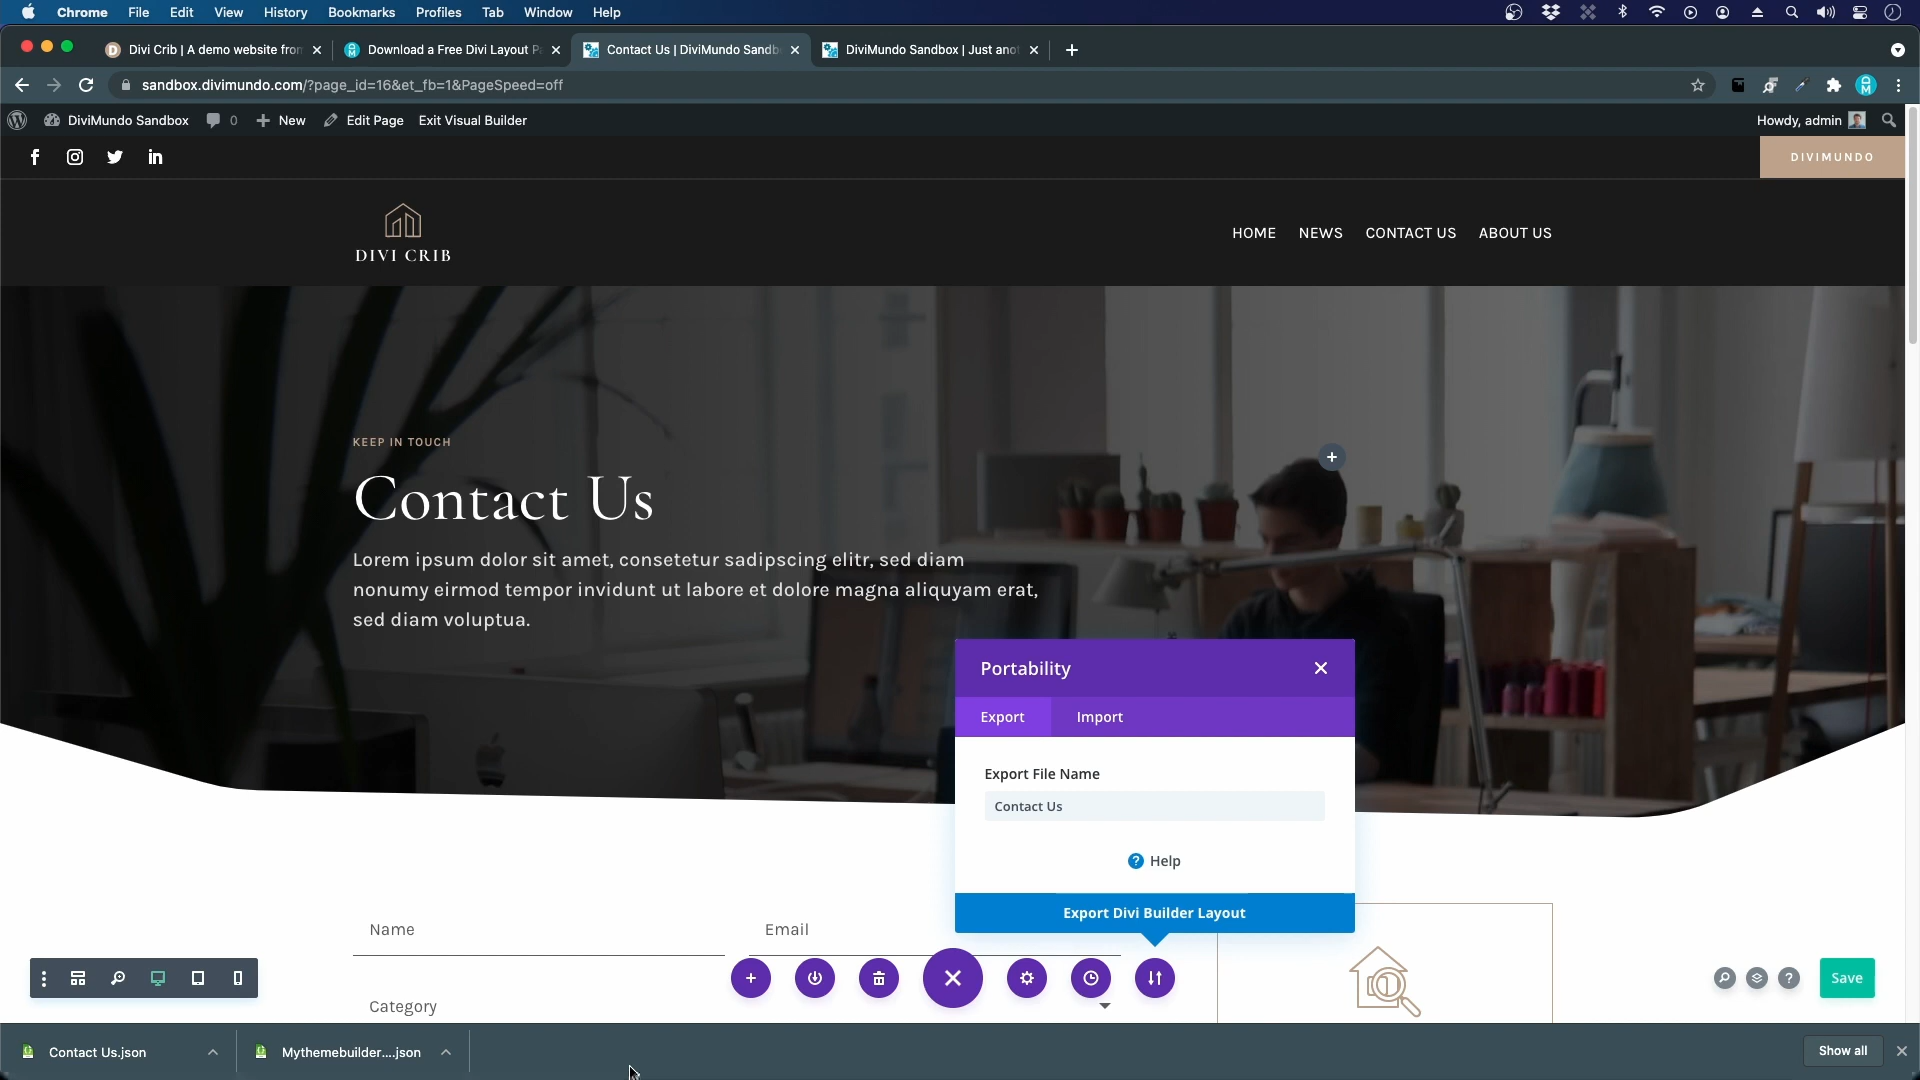 Chrome File Edit View History Bookmarks Profiles Tab Window Help
Divi Crib | A demo website from
Download a Free Divi Layout P
Contact Us | DiviMundo Sandb
DiviMundo Sandbox | Just anot
sandbox.divimundo.com/?page_id=16&et_fb=1&PageSpeed=off
DiviMundo Sandbox 0 New Edit Page Exit Visual Builder Howdy, admin
DIVIMUNDO
DIVI CRIB
HOME NEWS CONTACT US ABOUT US
KEEP IN TOUCH
Contact Us
Lorem ipsum dolor sit amet, consetetur sadipscing elitr, sed diam
nonumy eirmod tempor invidunt ut labore et dolore magna aliquyam erat,
sed diam voluptua.
Portability
Export Import
Export File Name
Contact Us
Help
Export Divi Builder Layout
Name Email
Category
Save
Contact Us.json Mythemebuilder....json Show all